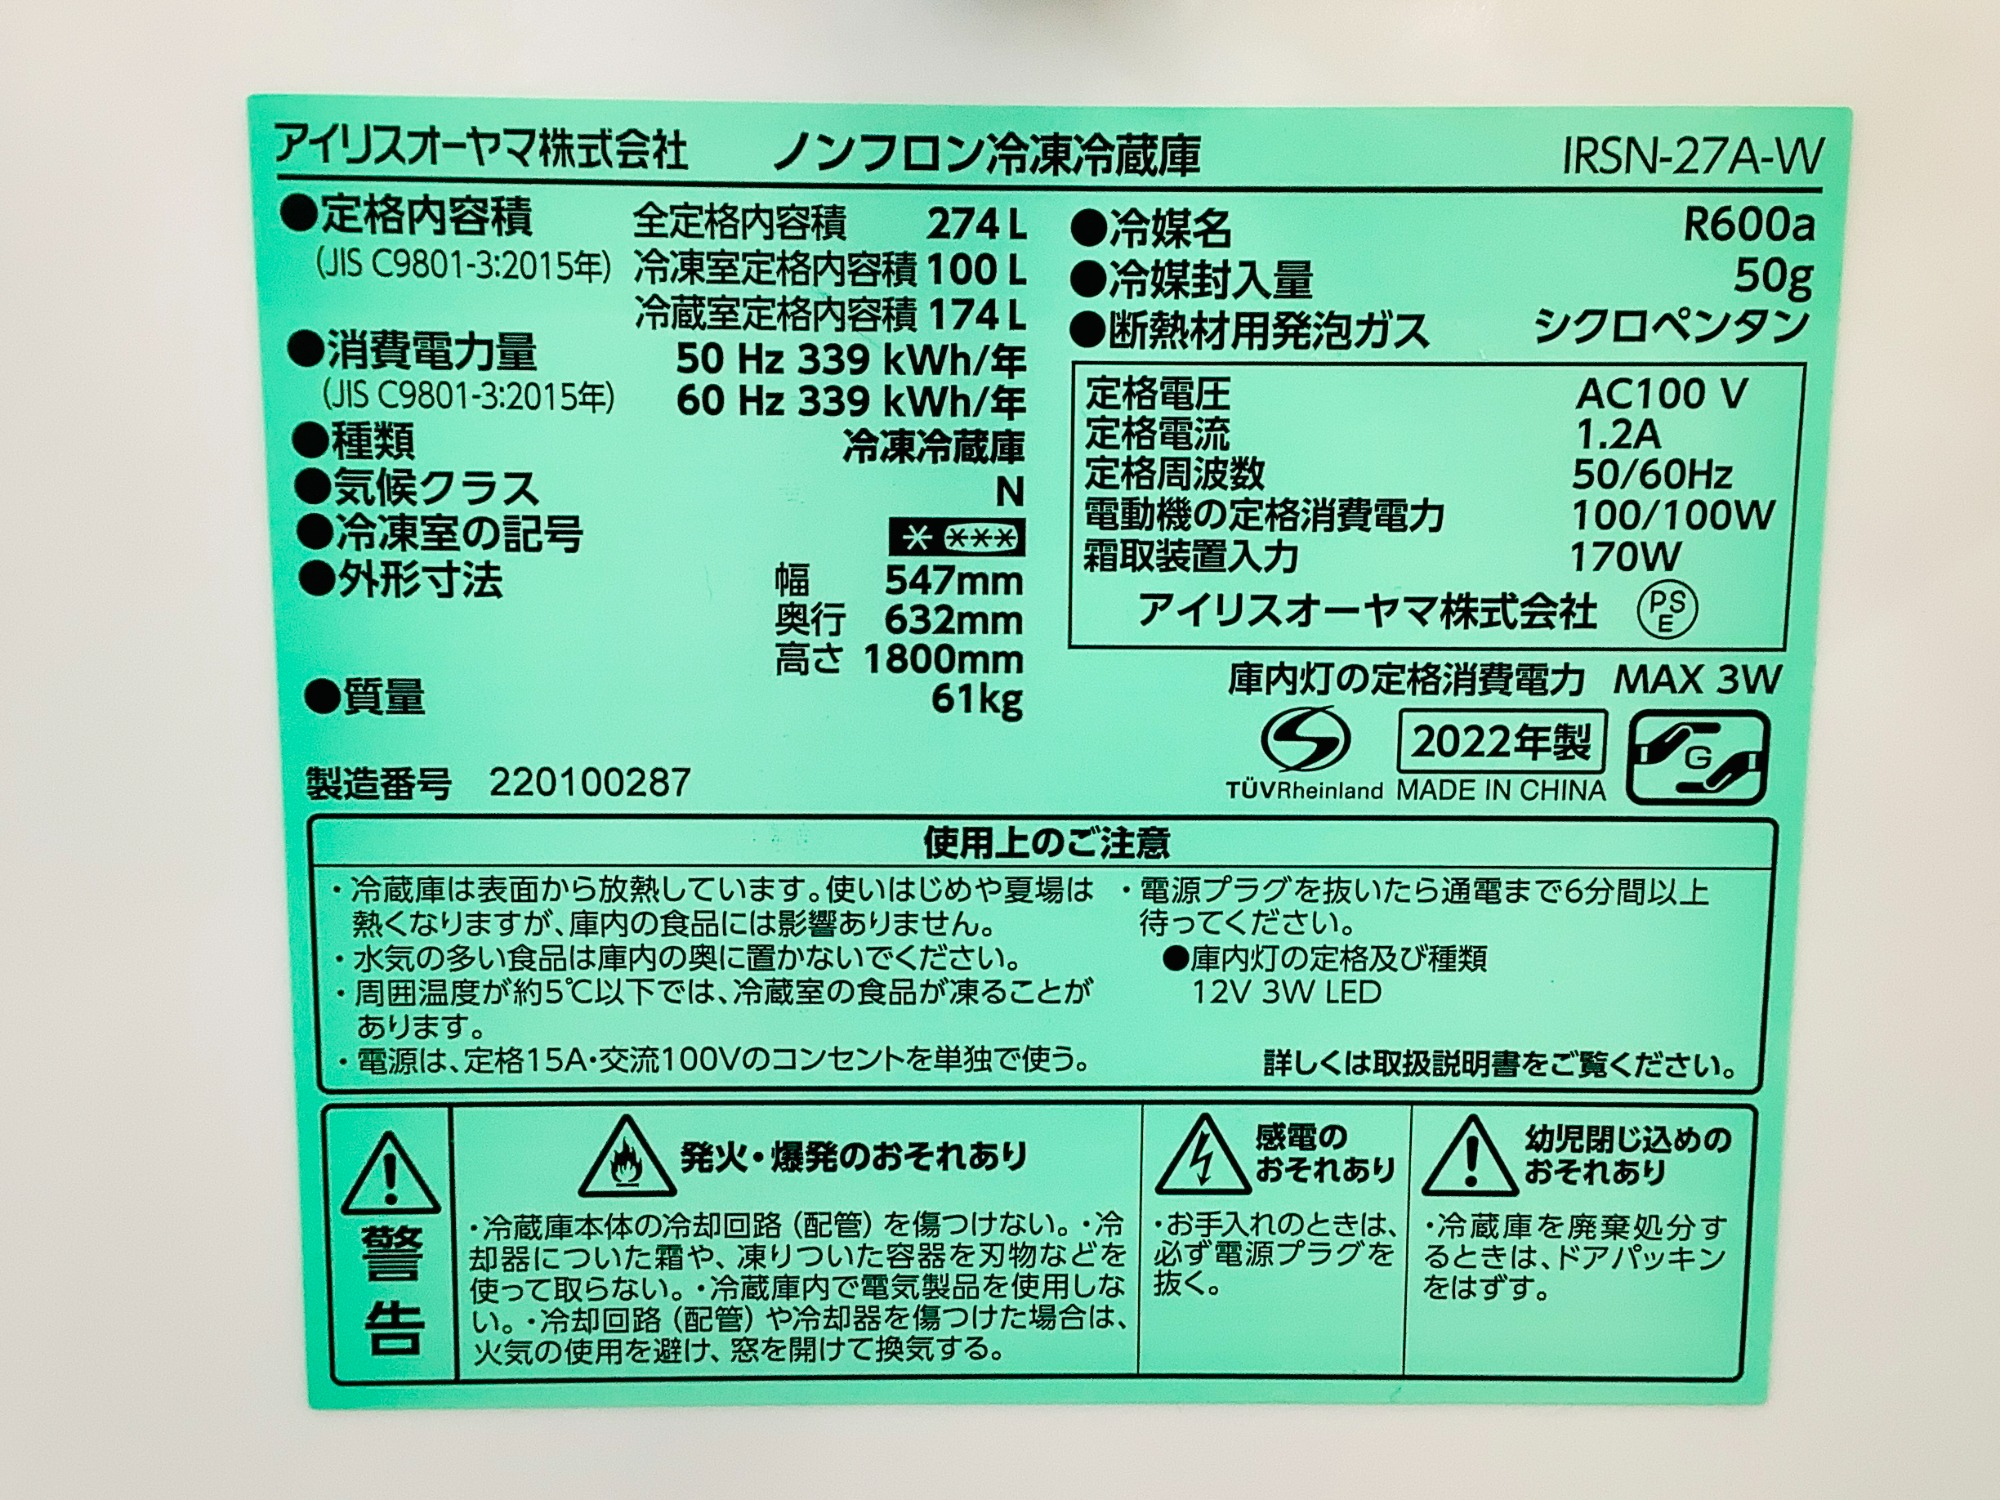 アイリスオーヤマ株式会社 ノンフロン冷凍冷蔵庫 IRSN-27A-W
●定格内容積 全定格内容積 274 L
(JIS C9801-3:2015年) 冷凍室定格内容積 100 L
冷蔵室定格内容積 174 L
●消費電力量 50 Hz 339 kWh/年
(JIS C9801-3:2015年) 60 Hz 339 kWh/年
●種類 冷凍冷蔵庫
●気候クラス N
●冷凍室の記号 * ***
●外形寸法 幅 547mm
奥行 632mm
高さ 1800mm
●質量 61kg
製造番号 220100287
●冷媒名 R600a
●冷媒封入量 50g
●断熱材用発泡ガス シクロペンタン
定格電圧 AC100 V
定格電流 1.2A
定格周波数 50/60Hz
電動機の定格消費電力 100/100W
霜取装置入力 170W
アイリスオーヤマ株式会社 PSE
庫内灯の定格消費電力 MAX 3W
2022年製 G
TÜVRheinland MADE IN CHINA
使用上のご注意
・冷蔵庫は表面から放熱しています。使いはじめや夏場は
熱くなりますが、庫内の食品には影響ありません。
・水気の多い食品は庫内の奥に置かないでください。
・周囲温度が約5℃以下では、冷蔵室の食品が凍ることが
あります。
・電源は、定格15A・交流100Vのコンセントを単独で使う。
・電源プラグを抜いたら通電まで6分間以上
待ってください。
●庫内灯の定格及び種類
12V 3W LED
詳しくは取扱説明書をご覧ください。
警告
発火・爆発のおそれあり
・冷蔵庫本体の冷却回路(配管)を傷つけない。・冷
却器についた霜や、凍りついた容器を刃物などを
使って取らない。・冷蔵庫内で電気製品を使用しな
い。・冷却回路(配管)や冷却器を傷つけた場合は、
火気の使用を避け、窓を開けて換気する。
感電の
おそれあり
・お手入れのときは、
必ず電源プラグを
抜く。
幼児閉じ込めの
おそれあり
・冷蔵庫を廃棄処分す
るときは、ドアパッキン
をはずす。